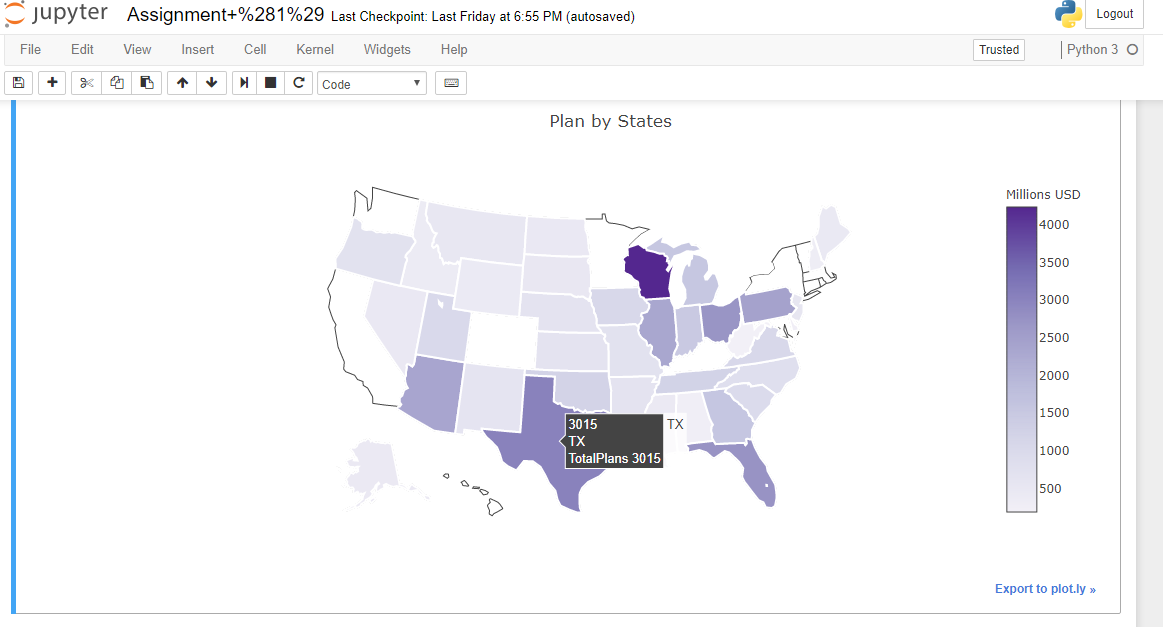 jupyter Assignment+%281%29 Last Checkpoint: Last Friday at 6:55 PM (autosaved) Logout
File Edit View Insert Cell Kernel Widgets Help Trusted Python 3
Code
Plan by States
Millions USD
4000
3500
3000
2500
2000
1500
1000
500
3015
TX
TotalPlans 3015
TX
Export to plot.ly »